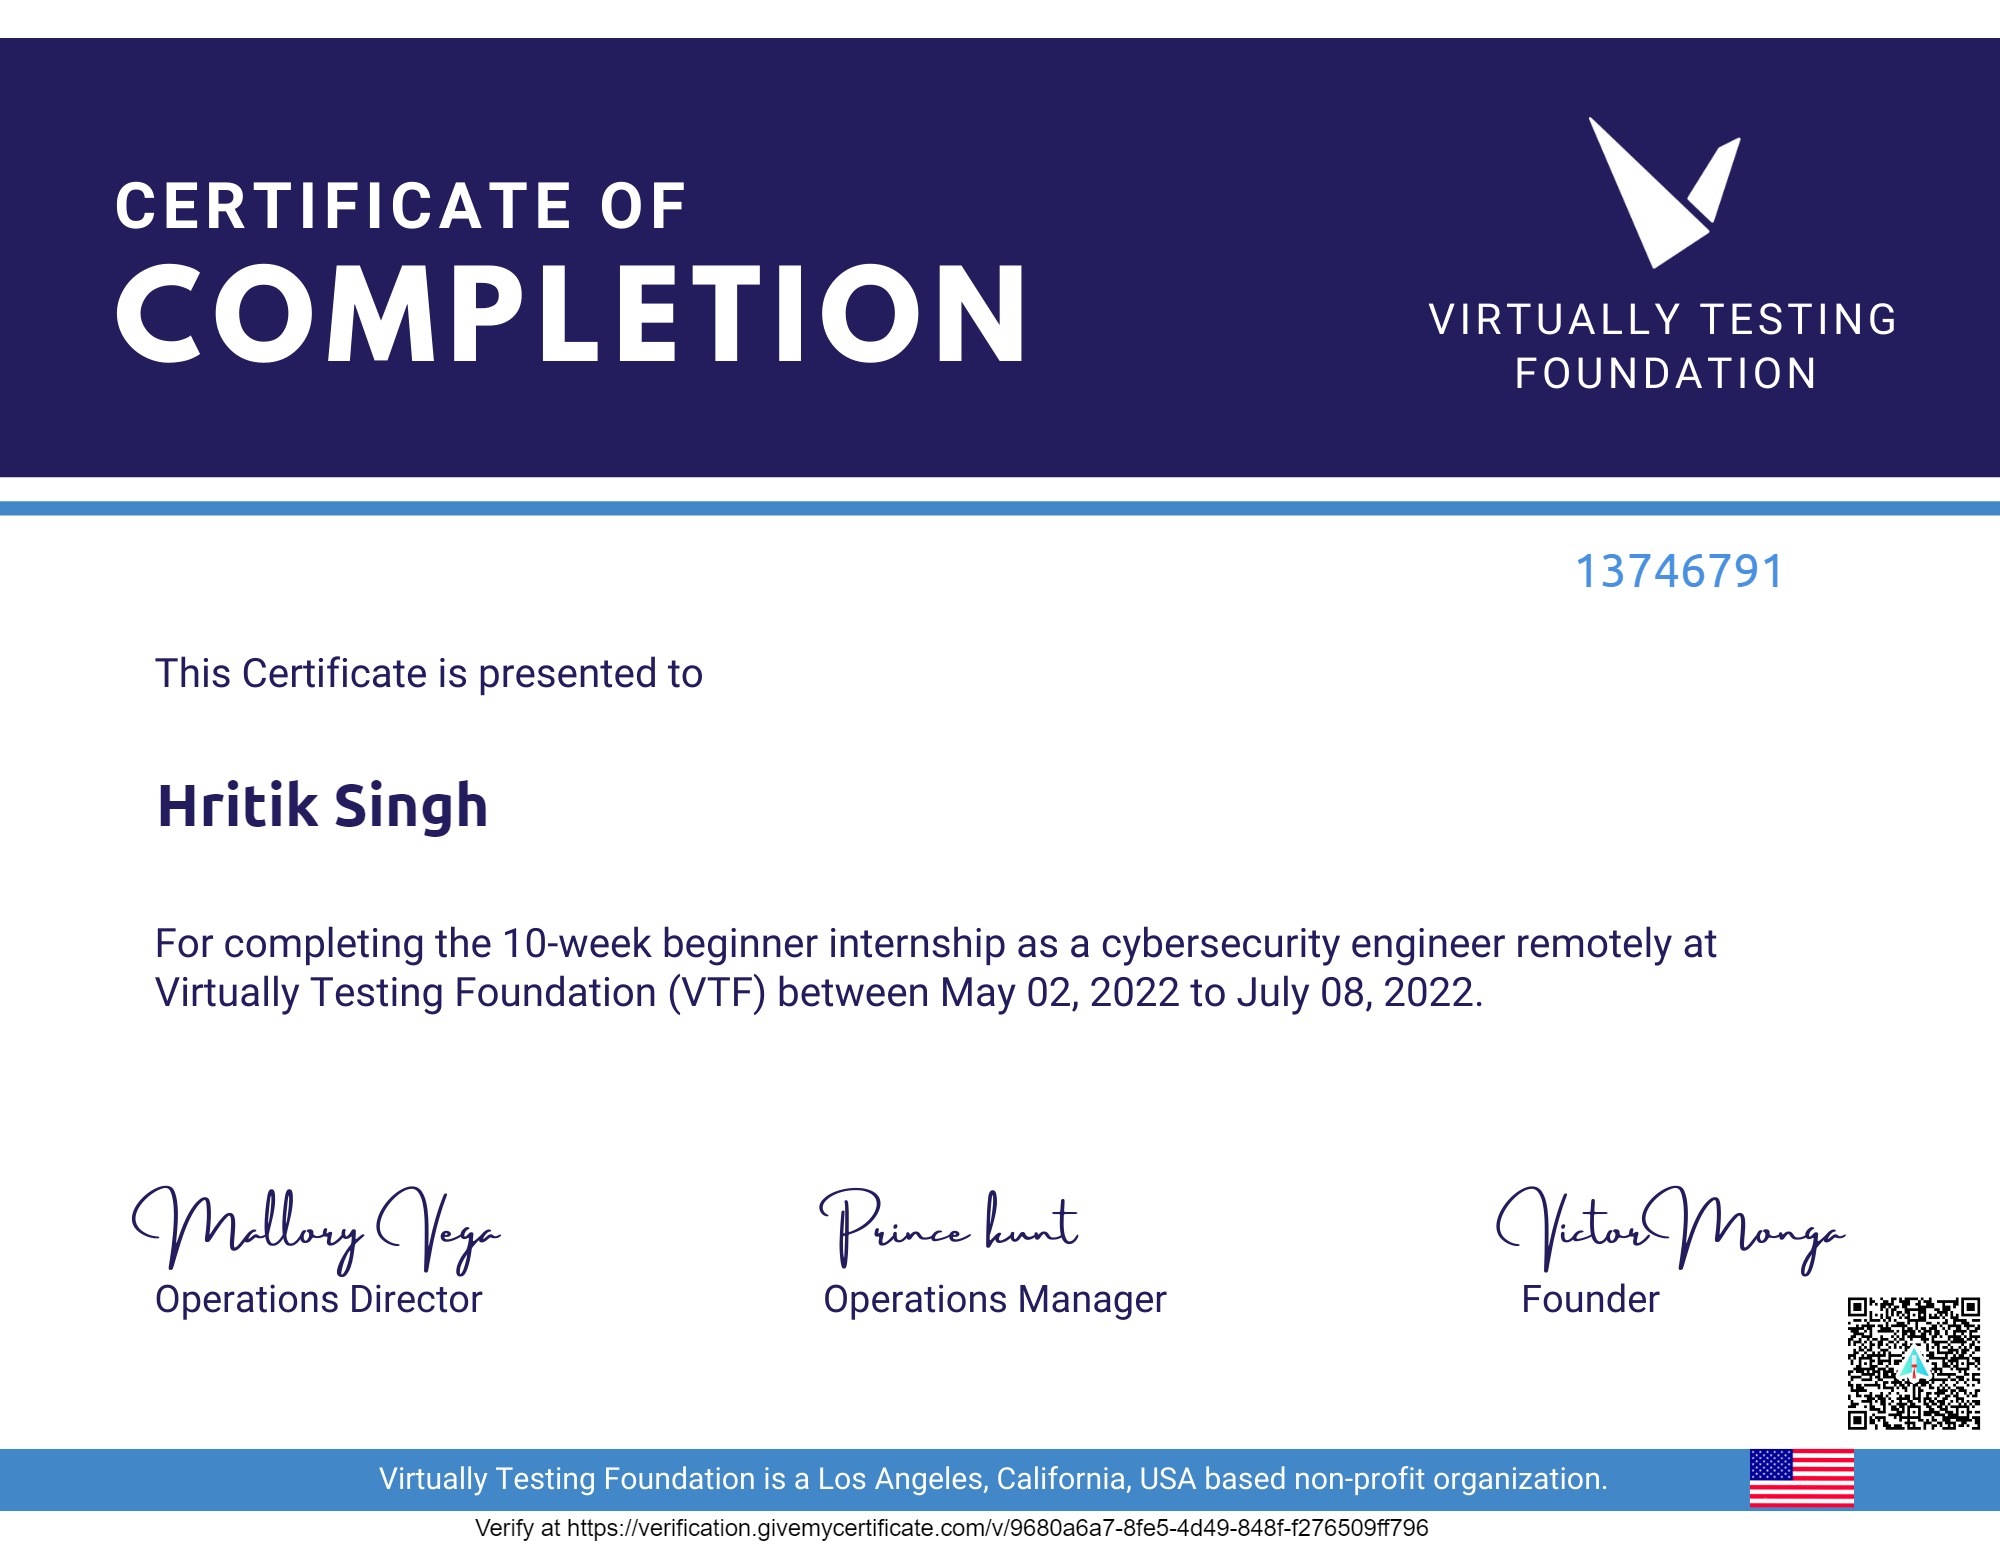 CERTIFICATE OF
COMPLETION
VIRTUALLY TESTING
FOUNDATION
13746791
This Certificate is presented to
Hritik Singh
For completing the 10-week beginner internship as a cybersecurity engineer remotely at
Virtually Testing Foundation (VTF) between May 02, 2022 to July 08, 2022.
Mallory Vega
Prince kunt
Victor Monga
Operations Director
Operations Manager
Founder
Virtually Testing Foundation is a Los Angeles, California, USA based non-profit organization.
Verify at https://verification.givemycertificate.com/v/9680a6a7-8fe5-4d49-848f-f276509ff796